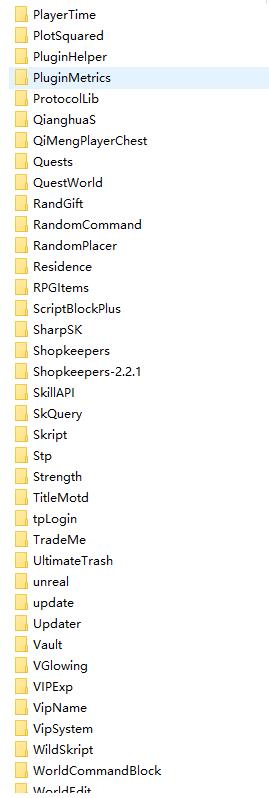 PlayerTime
PlotSquared
PluginHelper
PluginMetrics
ProtocolLib
QianghuaS
QiMengPlayerChest
Quests
QuestWorld
RandGift
RandomCommand
RandomPlacer
Residence
RPGItems
ScriptBlockPlus
SharpSK
Shopkeepers
Shopkeepers-2.2.1
SkillAPI
SkQuery
Skript
Stp
Strength
TitleMotd
tpLogin
TradeMe
UltimateTrash
unreal
update
Updater
Vault
VGlowing
VIPExp
VipName
VipSystem
WildSkript
WorldCommandBlock
WorldEdit